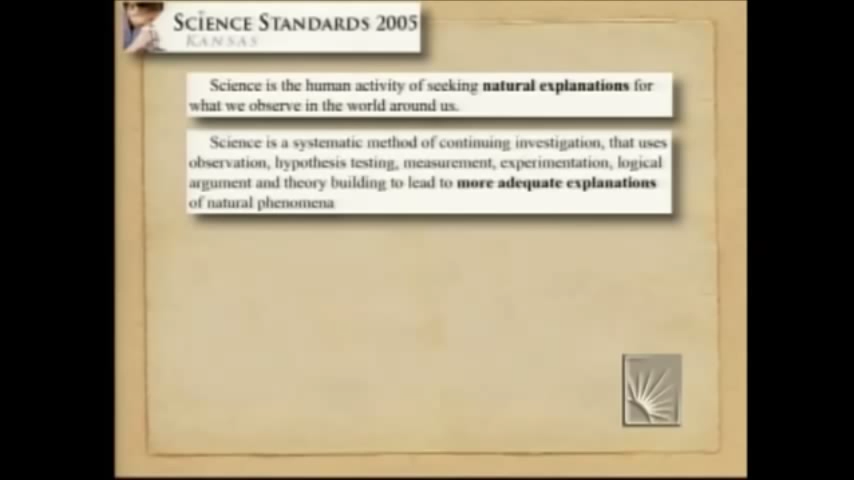 SCIENCE STANDARDS 2005
KANSAS
Science is the human activity of seeking natural explanations for
what we observe in the world around us.
Science is a systematic method of continuing investigation, that uses
observation, hypothesis testing, measurement, experimentation, logical
argument and theory building to lead to more adequate explanations
of natural phenomena